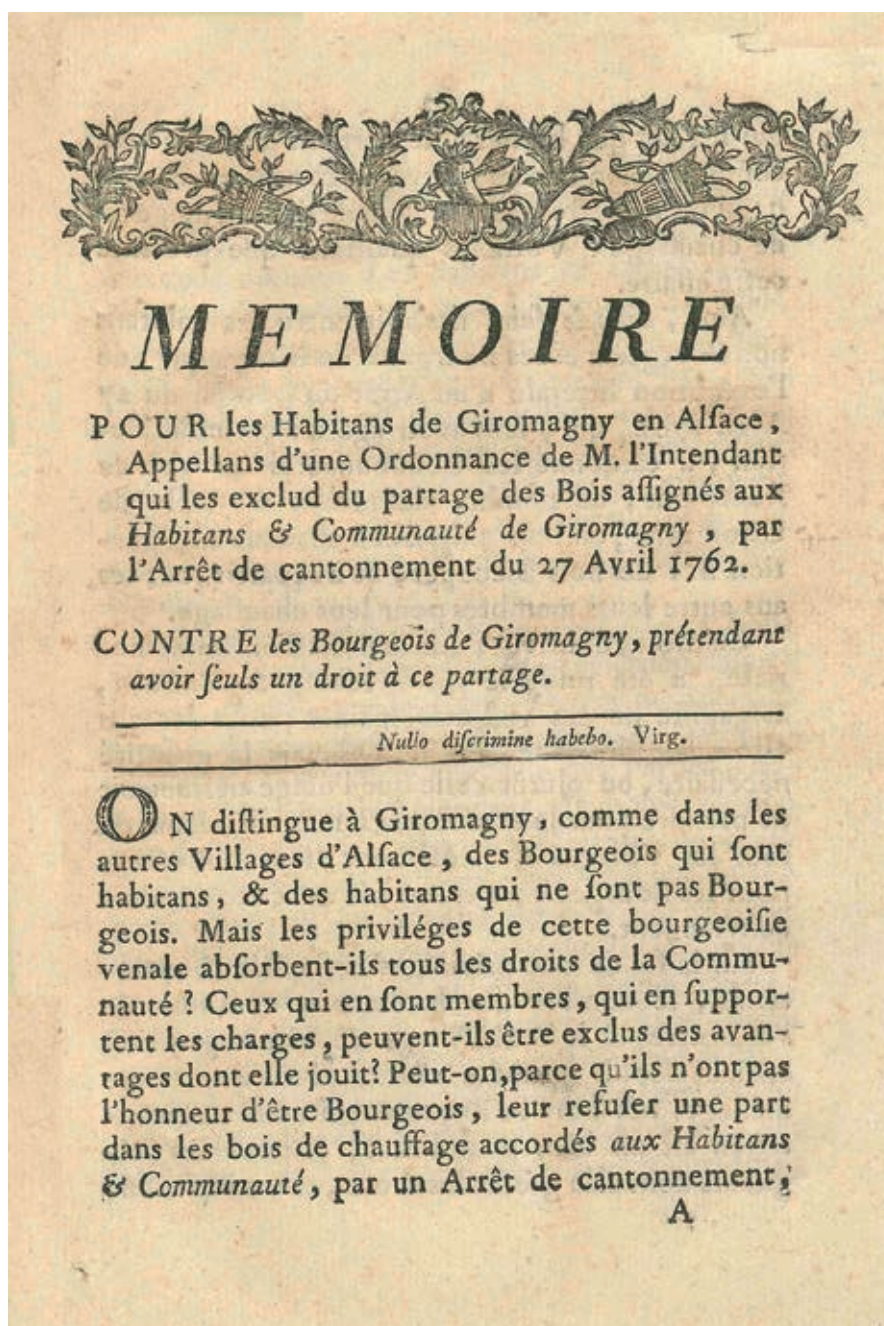 MEMOIRE
POUR les Habitans de Giromagny en Alſace,
Appellans d'une Ordonnance de M. l'Intendant
qui les exclud du partage des Bois aſſignés aux
Habitans & Communauté de Giromagny, par
l'Arrêt de cantonnement du 27 Avril 1762.
CONTRE les Bourgeois de Giromagny, prétendant
avoir ſeuls un droit à ce partage.
Nullo diſcrimine habebo. Virg.
ON diſtingue à Giromagny, comme dans les
autres Villages d'Alſace, des Bourgeois qui ſont
habitans, & des habitans qui ne ſont pas Bour-
geois. Mais les priviléges de cette bourgeoiſie
venale abſorbent-ils tous les droits de la Commu-
nauté ? Ceux qui en ſont membres, qui en ſuppor-
tent les charges, peuvent-ils être exclus des avan-
tages dont elle jouit? Peut-on, parce qu'ils n'ont pas
l'honneur d'être Bourgeois, leur refuſer une part
dans les bois de chauffage accordés aux Habitans
& Communauté, par un Arrêt de cantonnement;
A